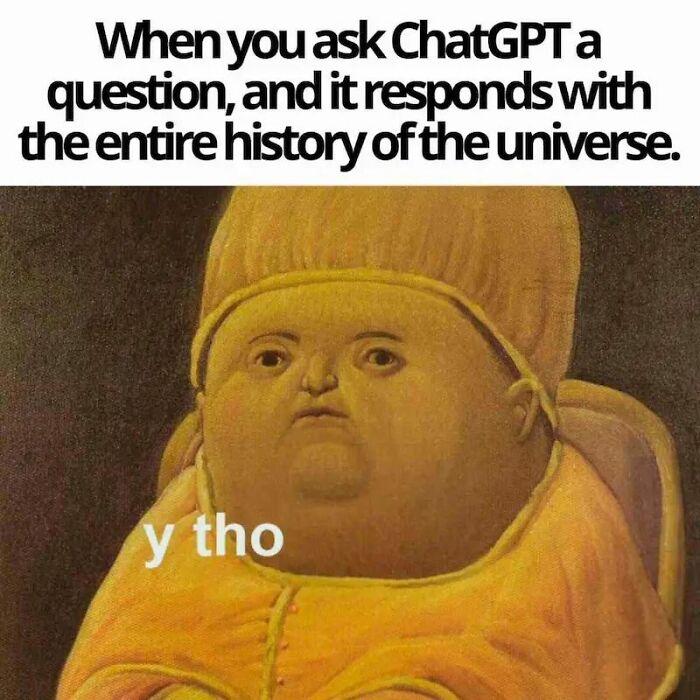 When you ask ChatGPT a
question, and it responds with
the entire history of the universe.
y tho